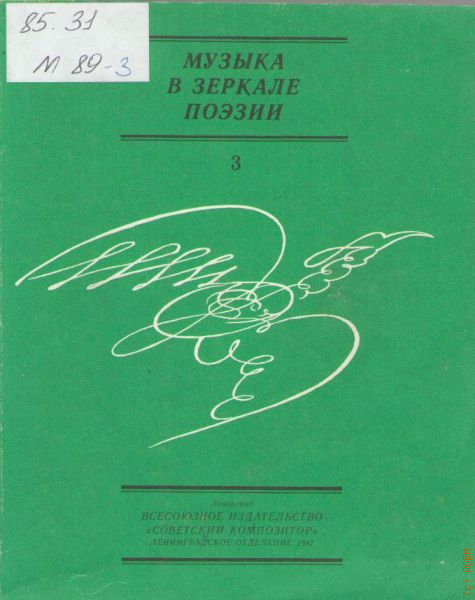 85.31
М 89-3
МУЗЫКА
В ЗЕРКАЛЕ
ПОЭЗИИ
3
Ленинград
ВСЕСОЮЗНОЕ ИЗДАТЕЛЬСТВО
«СОВЕТСКИЙ КОМПОЗИТОР»
ЛЕНИНГРАДСКОЕ ОТДЕЛЕНИЕ 1987